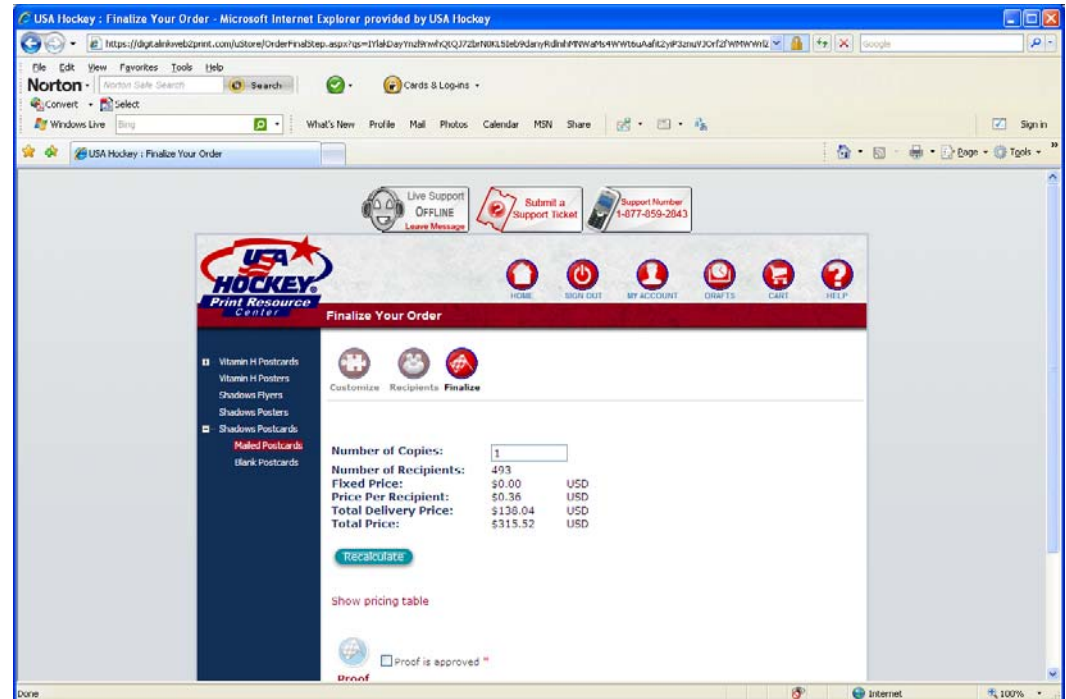 USA Hockey : Finalize Your Order - Microsoft Internet Explorer provided by USA Hockey
Google
File Edit View Favorites Tools Help
Norton Norton Safe Search Search Cards & Log-ins
Convert Select
Windows Live Bing What's New Profile Mail Photos Calendar MSN Share Sign in
USA Hockey : Finalize Your Order Page Tools
Live Support
OFFLINE
Leave Message
Submit a
Support Ticket
Support Number
1-877-859-2843
USA
HOCKEY
Print Resource
Center
HOME SIGN OUT MY ACCOUNT DRAFTS CART HELP
Finalize Your Order
Vitamin H Postcards
Vitamin H Posters
Shadows Flyers
Shadows Posters
Shadows Postcards
Mailed Postcards
Blank Postcards
Customize Recipients Finalize
Number of Copies: 1
Number of Recipients: 493
Fixed Price: $0.00 USD
Price Per Recipient: $0.36 USD
Total Delivery Price: $138.04 USD
Total Price: $315.52 USD
Recalculate
Show pricing table
Proof is approved *
Proof
Done Internet 100%